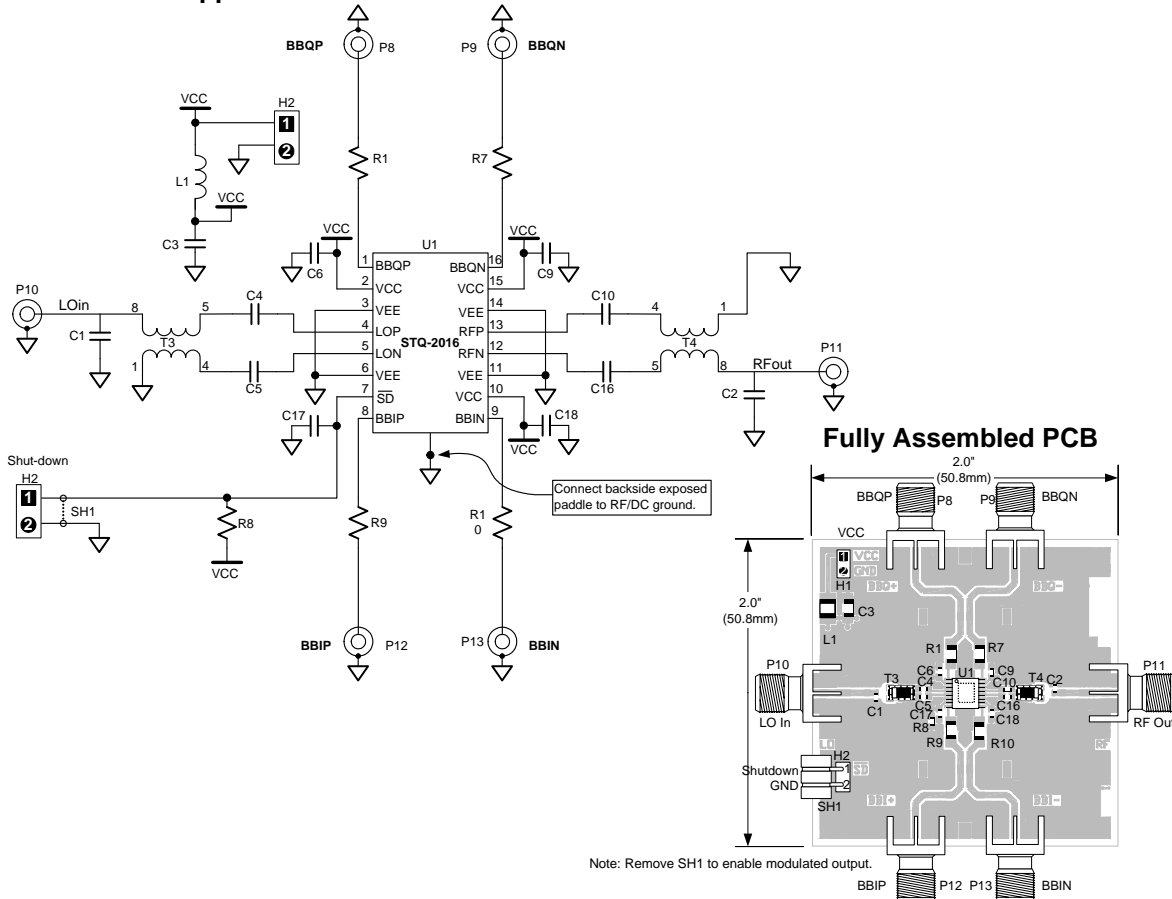 BBQP P8 P9 BBQN
VCC H2
1
2
R1 R7
L1
VCC
C3
VCC U1 VCC
C6 C9
1 BBQP BBQN 16
2 VCC VCC 15
3 VEE VEE 14
4 LOP RFP 13
STQ-2016
5 LON RFN 12
6 VEE VEE 11
7 SD VCC 10
8 BBIP BBIN 9
P10 LOin 8 5 C4
C1 T3
1 4 C5
C10 4 1
T4
C16 5 8 RFout P11
C2
C17 C18
VCC
Connect backside exposed
paddle to RF/DC ground.
Shut-down
H2
1
2
SH1
R8
VCC
R9 R1
0
BBIP P12 P13 BBIN
Fully Assembled PCB
2.0"
(50.8mm)
BBQP P8 P9 BBQN
VCC
1 VCC
2 GND
H1
BBQ+ BBQ-
2.0"
(50.8mm)
L1 C3
R1 R7
P10 P11
C6 U1 C9
T3 C4 C10 T4 C2
C1 C5 C16
C17 C18
R8
R9 R10
LO In RF Out
LO RF
H2
Shutdown 1 SD
GND 2
SH1
BBI+ BBI-
Note: Remove SH1 to enable modulated output.
BBIP P12 P13 BBIN